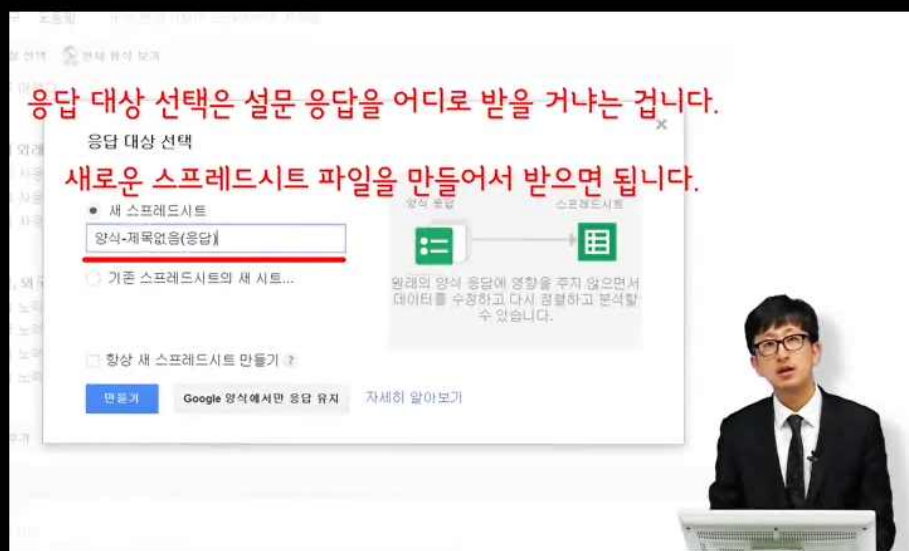 응답 대상 선택은 설문 응답을 어디로 받을 거냐는 겁니다.
응답 대상 선택
새로운 스프레드시트 파일을 만들어서 받으면 됩니다.
양식 응답
스프레드시트
새 스프레드시트
양식-제목없음(응답)
기존 스프레드시트의 새 시트...
원래의 양식 응답에 영향을 주지 않으면서
데이터를 수정하고 다시 정렬하고 분석할
수 있습니다.
항상 새 스프레드시트 만들기 ?
만들기
Google 양식에서만 응답 유지
자세히 알아보기